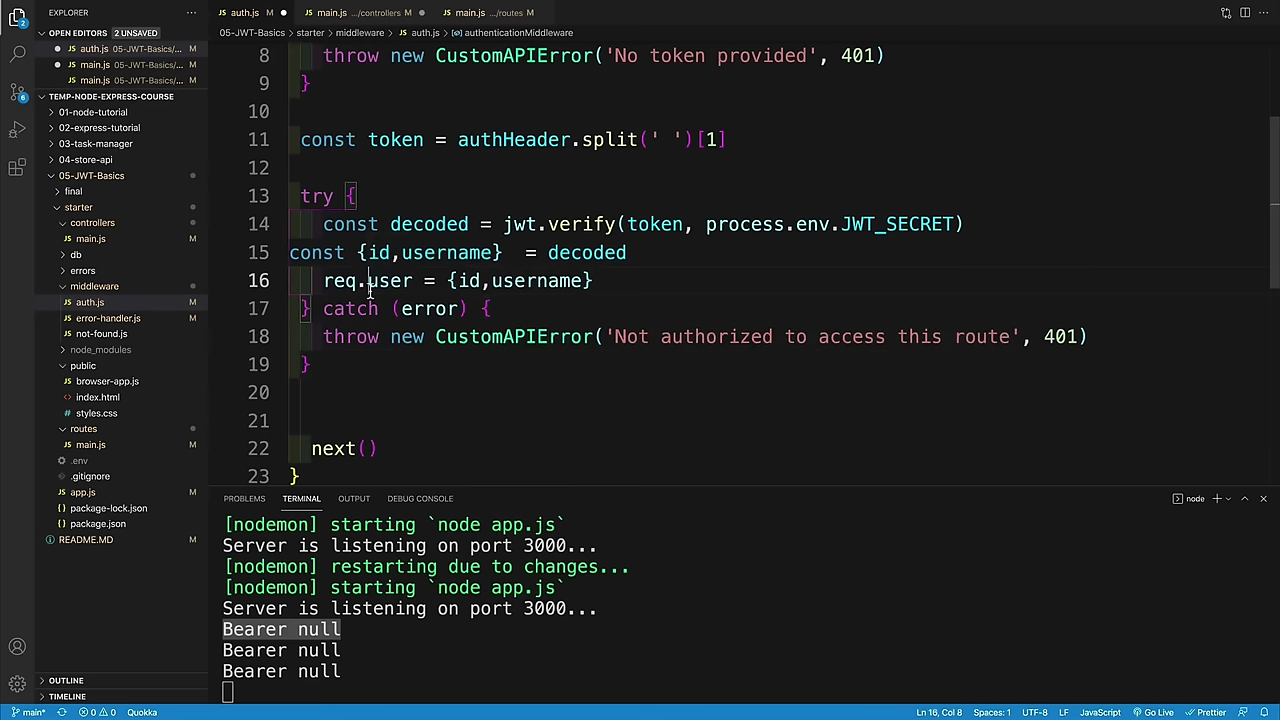 EXPLORER
OPEN EDITORS 2 UNSAVED
auth.js 05-JWT-Basics/... M
main.js 05-JWT-Basics/... M
main.js 05-JWT-Basics/... M
TEMP-NODE-EXPRESS-COURSE
01-node-tutorial
02-express-tutorial
03-task-manager
04-store-api
05-JWT-Basics
final
starter
controllers
main.js M
db
errors
middleware
auth.js M
error-handler.js M
not-found.js M
node_modules
public
browser-app.js M
index.html M
styles.css M
routes
main.js M
.env
.gitignore M
app.js M
package-lock.json M
package.json M
README.MD M
OUTLINE
TIMELINE
auth.js M
main.js .../controllers M
main.js .../routes M
05-JWT-Basics > starter > middleware > auth.js > authenticationMiddleware
8 throw new CustomAPIError('No token provided', 401)
9 }
10
11 const token = authHeader.split(' ')[1]
12
13 try {
14 const decoded = jwt.verify(token, process.env.JWT_SECRET)
15 const {id,username} = decoded
16 req.user = {id,username}
17 } catch (error) {
18 throw new CustomAPIError('Not authorized to access this route', 401)
19 }
20
21
22 next()
23 }
PROBLEMS TERMINAL OUTPUT DEBUG CONSOLE node
[nodemon] starting `node app.js`
Server is listening on port 3000...
[nodemon] restarting due to changes...
[nodemon] starting `node app.js`
Server is listening on port 3000...
Bearer null
Bearer null
Bearer null
main* 0 0 Quokka Ln 16, Col 8 Spaces: 1 UTF-8 LF JavaScript Go Live Prettier